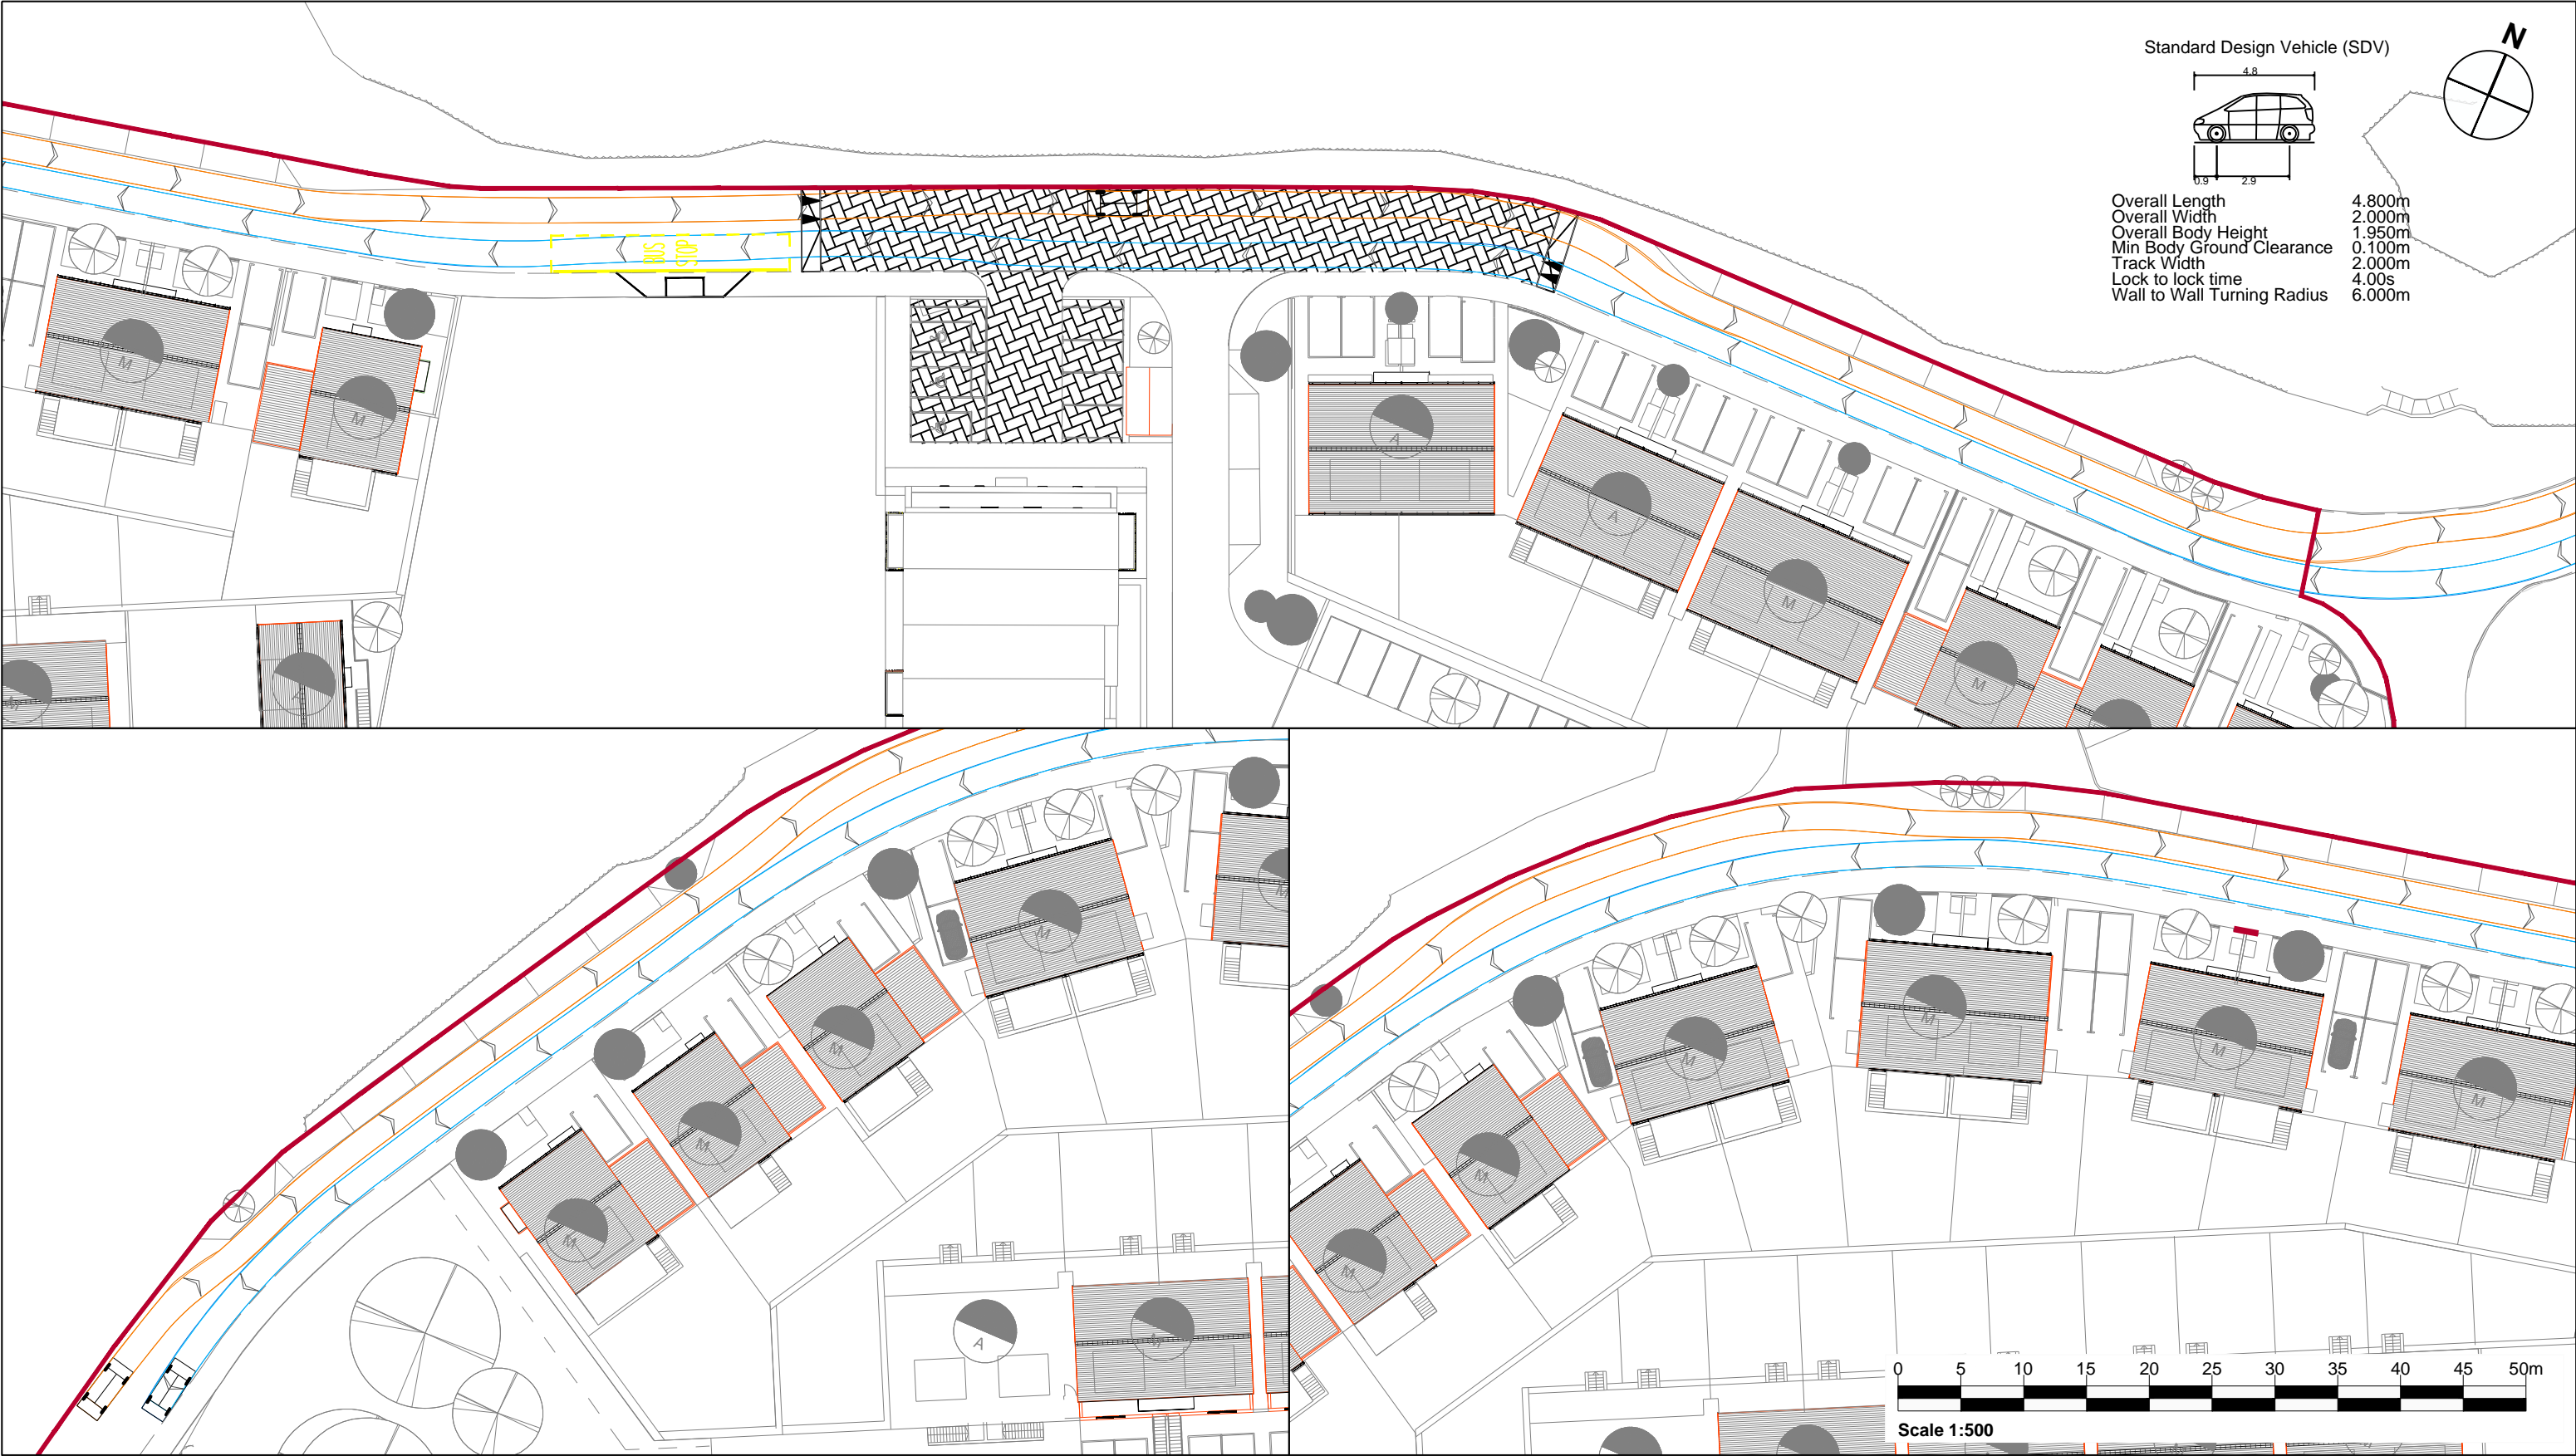 Standard Design Vehicle (SDV)
N
4.8
0.9 2.9
Overall Length 4.800m
Overall Width 2.000m
Overall Body Height 1.950m
Min Body Ground Clearance 0.100m
Track Width 2.000m
Lock to lock time 4.00s
Wall to Wall Turning Radius 6.000m
BUS
STOP
M
M
A
A
M
M
A
M
M
M
M
M
A
M
M
M
M
M
M
M
0 5 10 15 20 25 30 35 40 45 50m
Scale 1:500